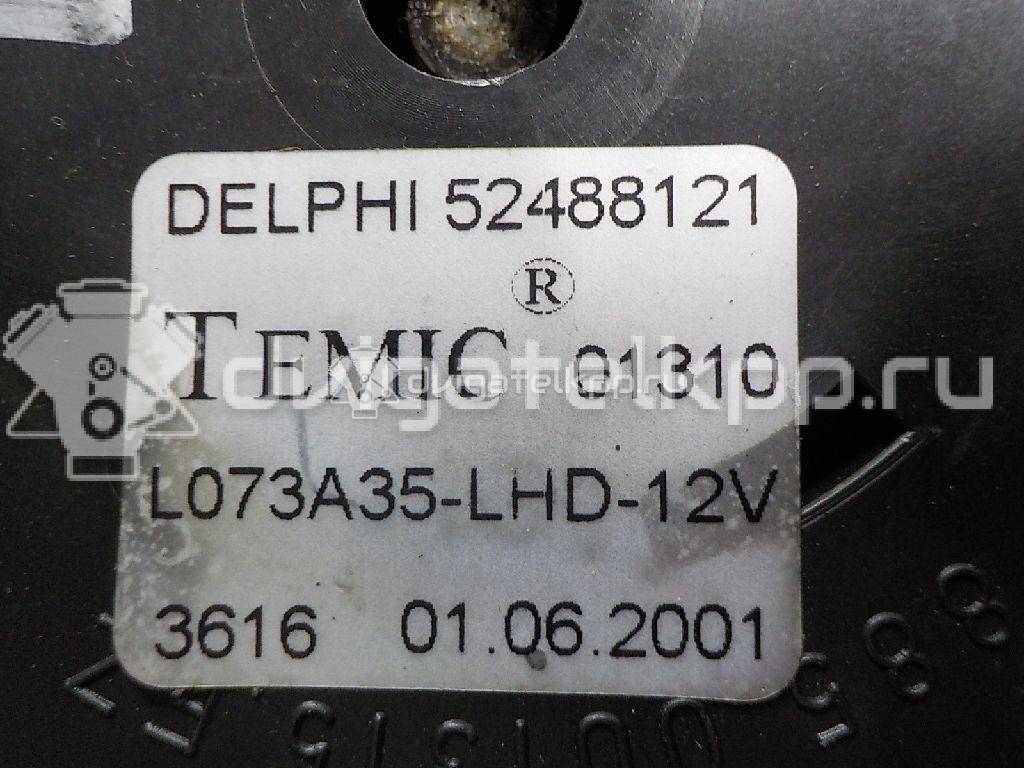 DELPHI 52488121
TEMIC ® 01310
dvigatelkpp.ru
L073A35-LHD-12V
3616 01.06.2001